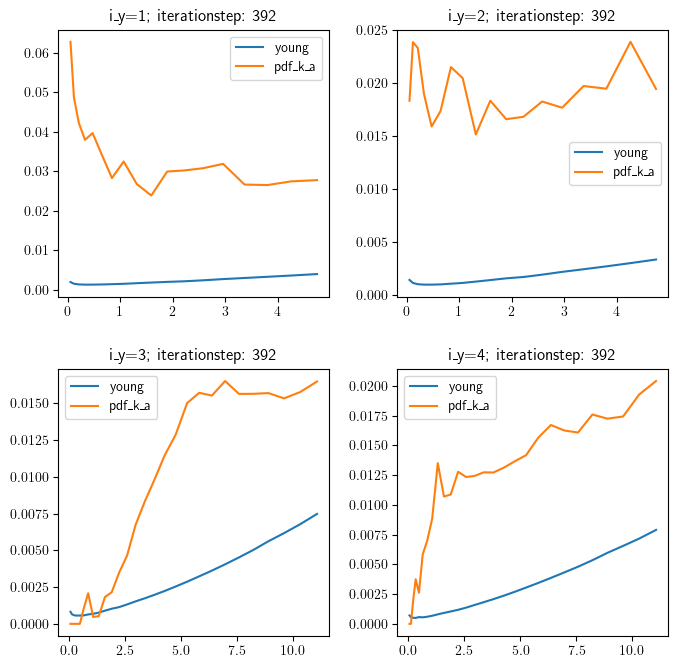 i_y=1; iterationstep: 392
young
pdf_k_a
0.06
0.05
0.04
0.03
0.02
0.01
0.00
0 1 2 3 4
i_y=2; iterationstep: 392
young
pdf_k_a
0.025
0.020
0.015
0.010
0.005
0.000
0 1 2 3 4
i_y=3; iterationstep: 392
young
pdf_k_a
0.0150
0.0125
0.0100
0.0075
0.0050
0.0025
0.0000
0.0 2.5 5.0 7.5 10.0
i_y=4; iterationstep: 392
young
pdf_k_a
0.0200
0.0175
0.0150
0.0125
0.0100
0.0075
0.0050
0.0025
0.0000
0.0 2.5 5.0 7.5 10.0